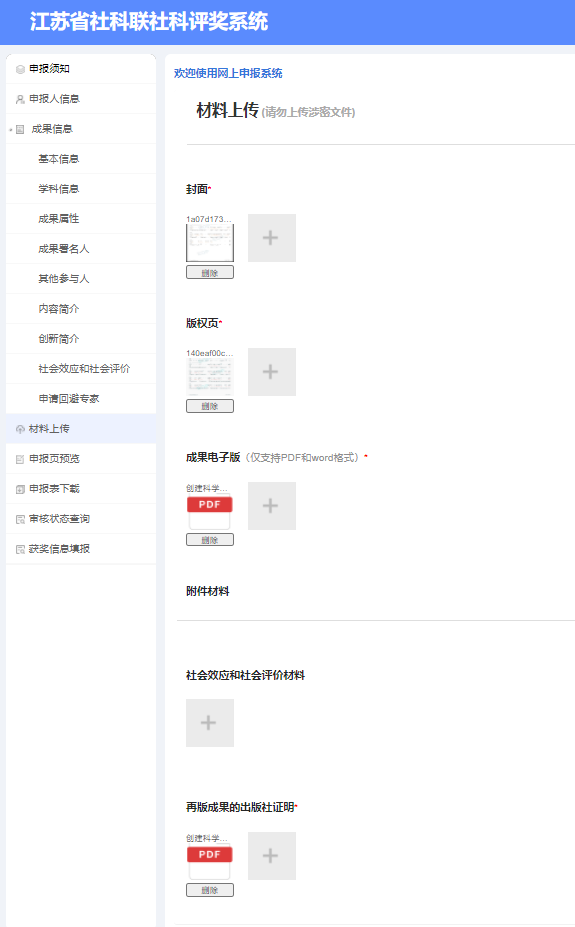 江苏省社科联社科评奖系统
申报须知
申报人信息
成果信息
基本信息
学科信息
成果属性
成果署名人
其他参与人
内容简介
创新简介
社会效应和社会评价
申请回避专家
材料上传
申报页预览
申报表下载
审核状态查询
获奖信息填报
欢迎使用网上申报系统
材料上传 (请勿上传涉密文件)
封面*
1a07d173...
删除
版权页*
140eaf00c...
删除
成果电子版（仅支持PDF和word格式）*
创建科学...
PDF
删除
附件材料
社会效应和社会评价材料
再版成果的出版社证明*
创建科学...
PDF
删除